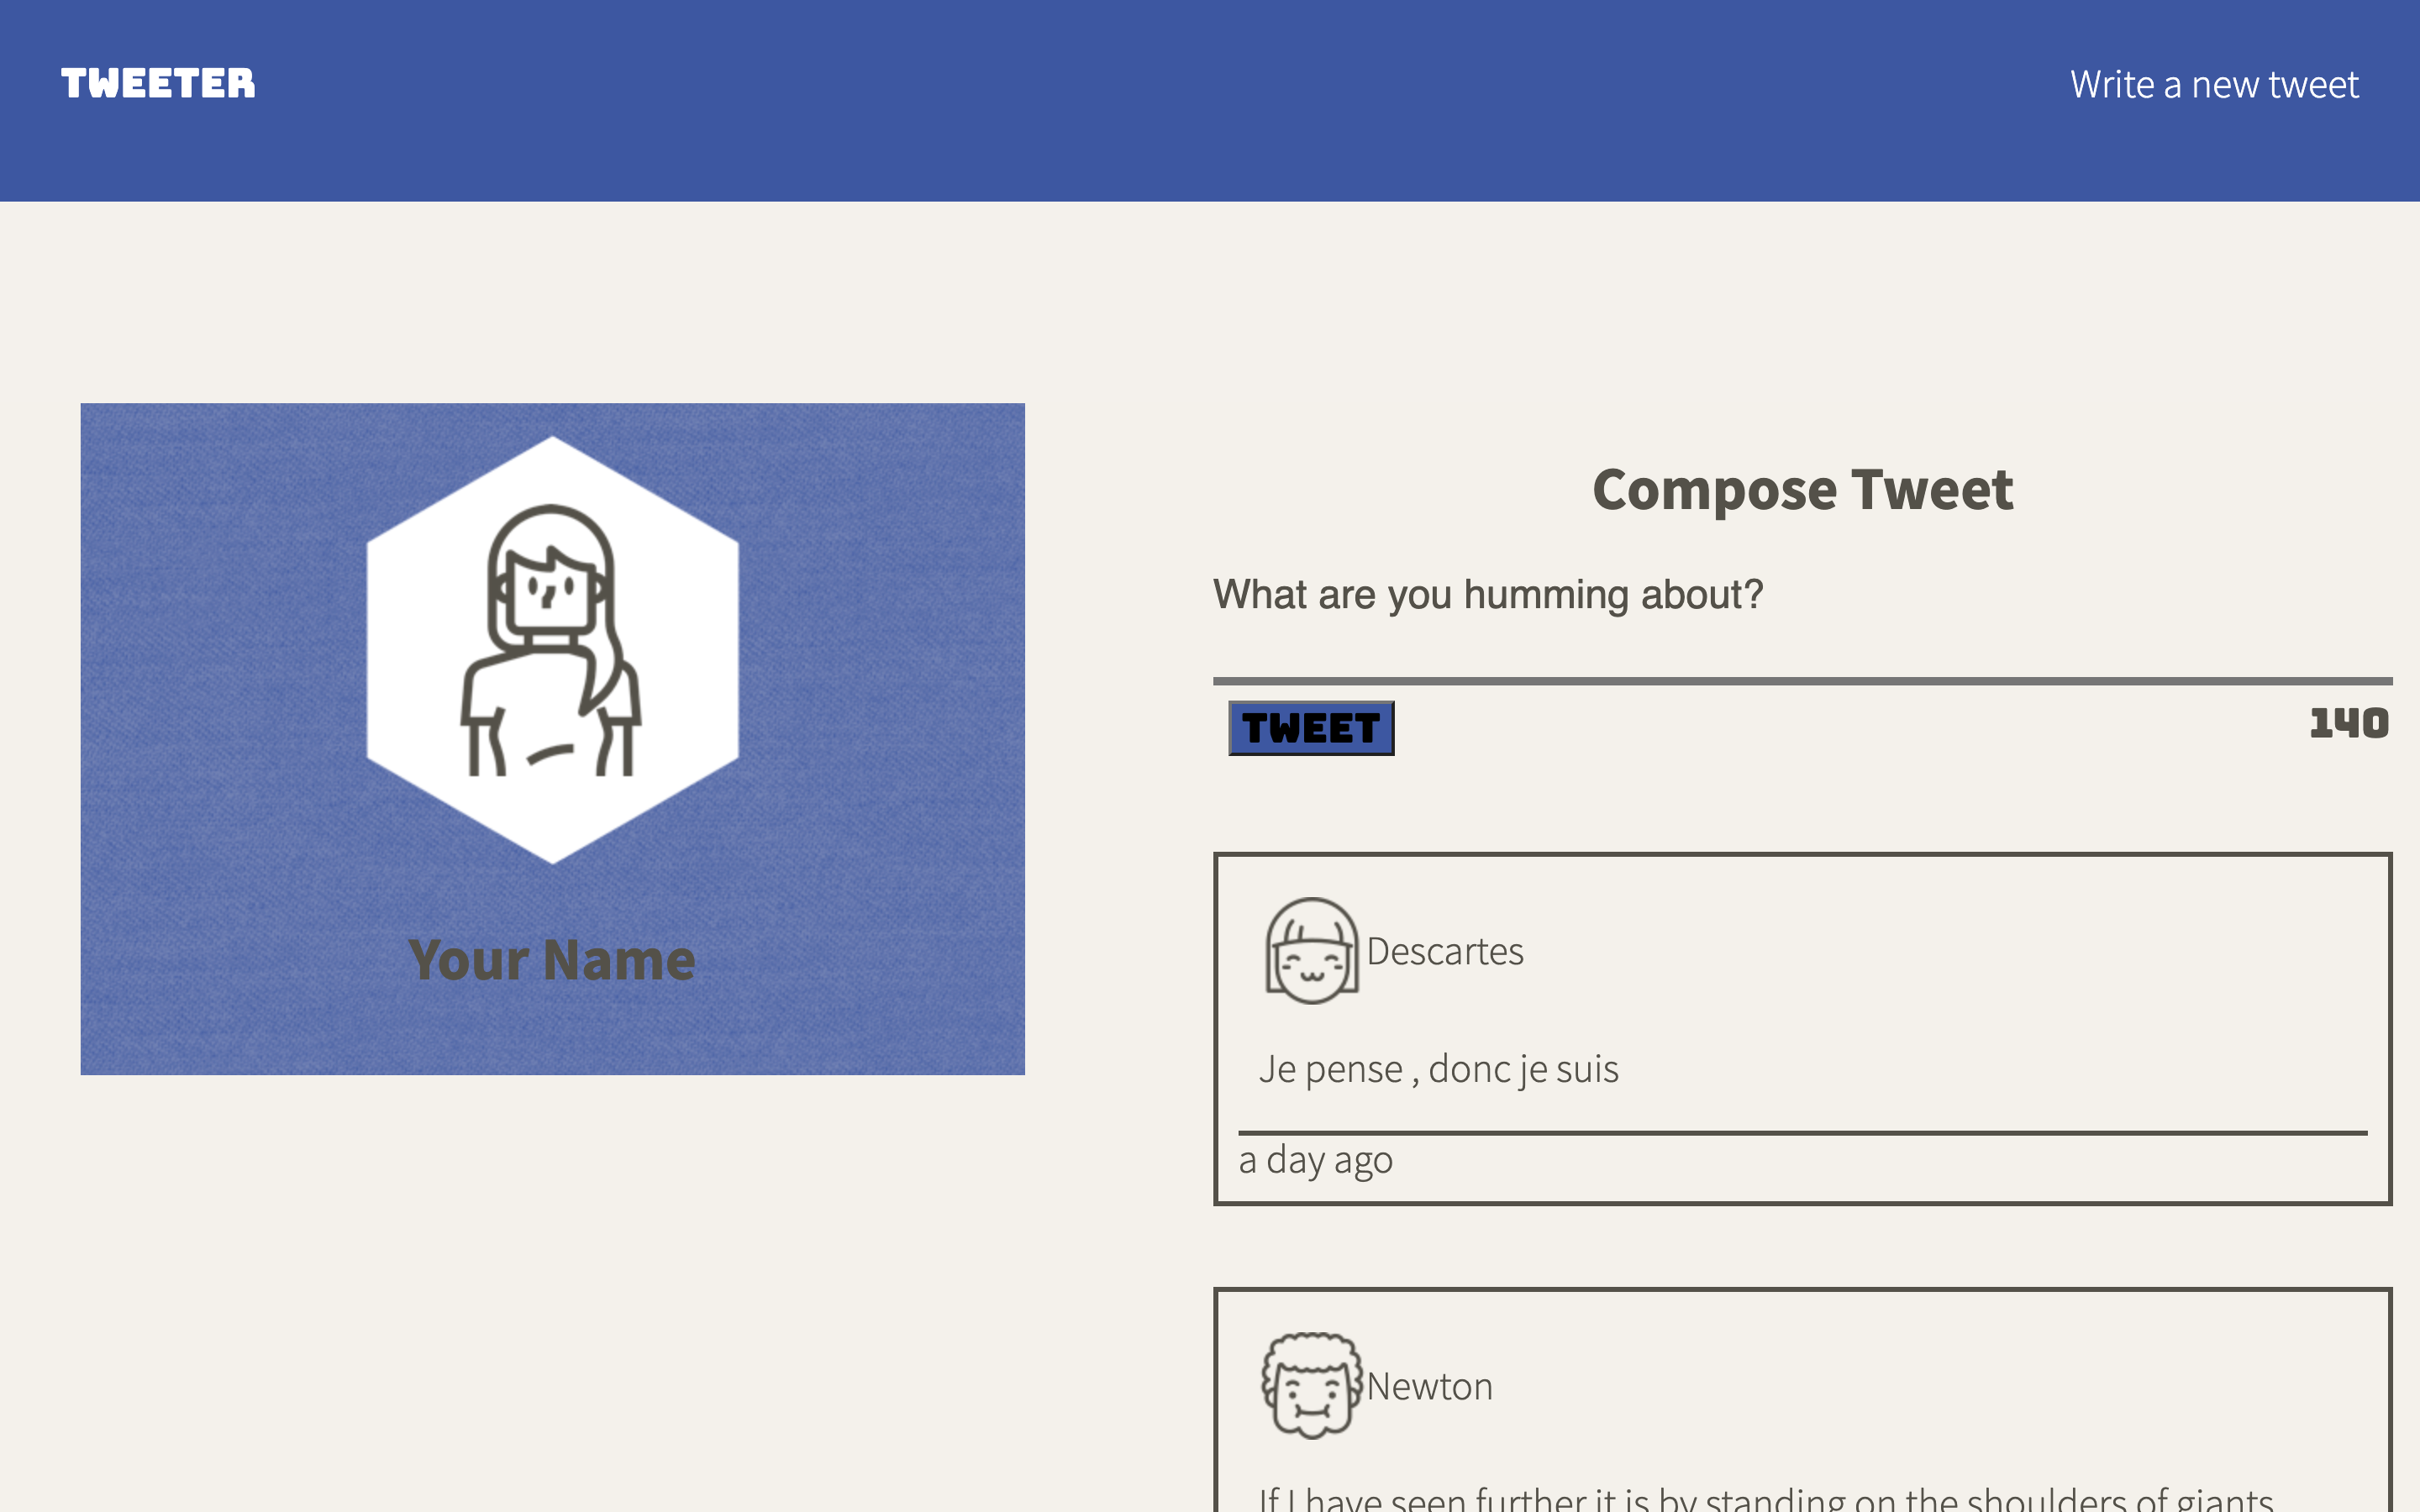 TWEETER
Write a new tweet
Your Name
Compose Tweet
What are you humming about?
TWEET
140
Descartes
Je pense , donc je suis
a day ago
Newton
If I have seen further it is by standing on the shoulders of giants